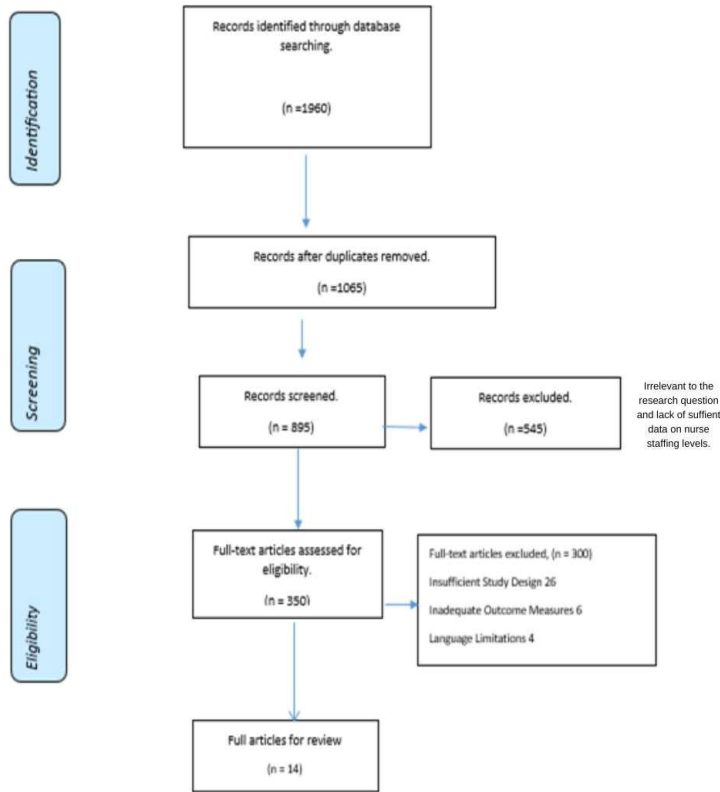 Identification
Records identified through database
searching.
(n =1960)
Records after duplicates removed.
(n =1065)
Screening
Records screened.
(n = 895)
Records excluded.
(n =545)
Irrelevant to the
research question
and lack of suffient
data on nurse
staffing levels.
Eligibility
Full-text articles assessed for
eligibility.
(n = 350)
Full-text articles excluded, (n = 300)
Insufficient Study Design 26
Inadequate Outcome Measures 6
Language Limitations 4
Full articles for review
(n = 14)